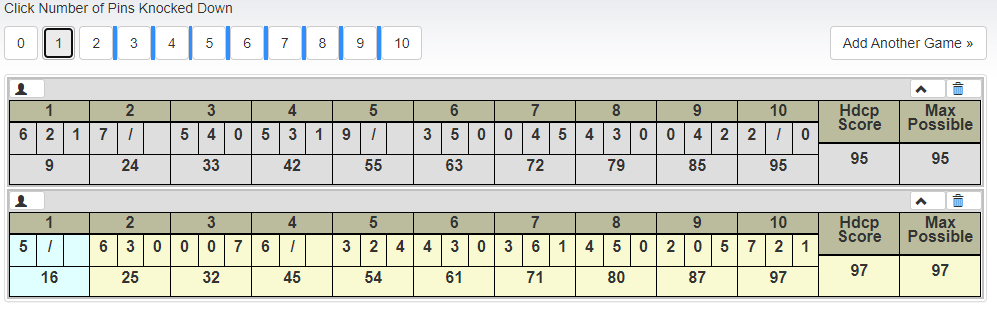 Click Number of Pins Knocked Down
0 1 2 3 4 5 6 7 8 9 10 Add Another Game »
1 2 3 4 5 6 7 8 9 10 Hdcp Score Max Possible
6 2 1 7 / 5 4 0 5 3 1 9 / 3 5 0 0 4 5 4 3 0 0 4 2 2 / 0
9 24 33 42 55 63 72 79 85 95 95 95
1 2 3 4 5 6 7 8 9 10 Hdcp Score Max Possible
5 / 6 3 0 0 0 7 6 / 3 2 4 4 3 0 3 6 1 4 5 0 2 0 5 7 2 1
16 25 32 45 54 61 71 80 87 97 97 97